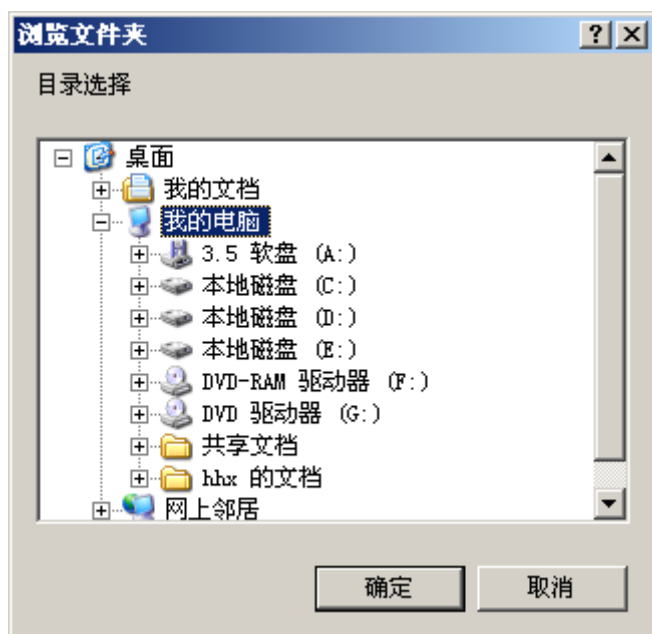 浏览文件夹
目录选择
桌面
我的文档
我的电脑
3.5 软盘 (A:)
本地磁盘 (C:)
本地磁盘 (D:)
本地磁盘 (E:)
DVD-RAM 驱动器 (F:)
DVD 驱动器 (G:)
共享文档
hhx 的文档
网上邻居
确定 取消